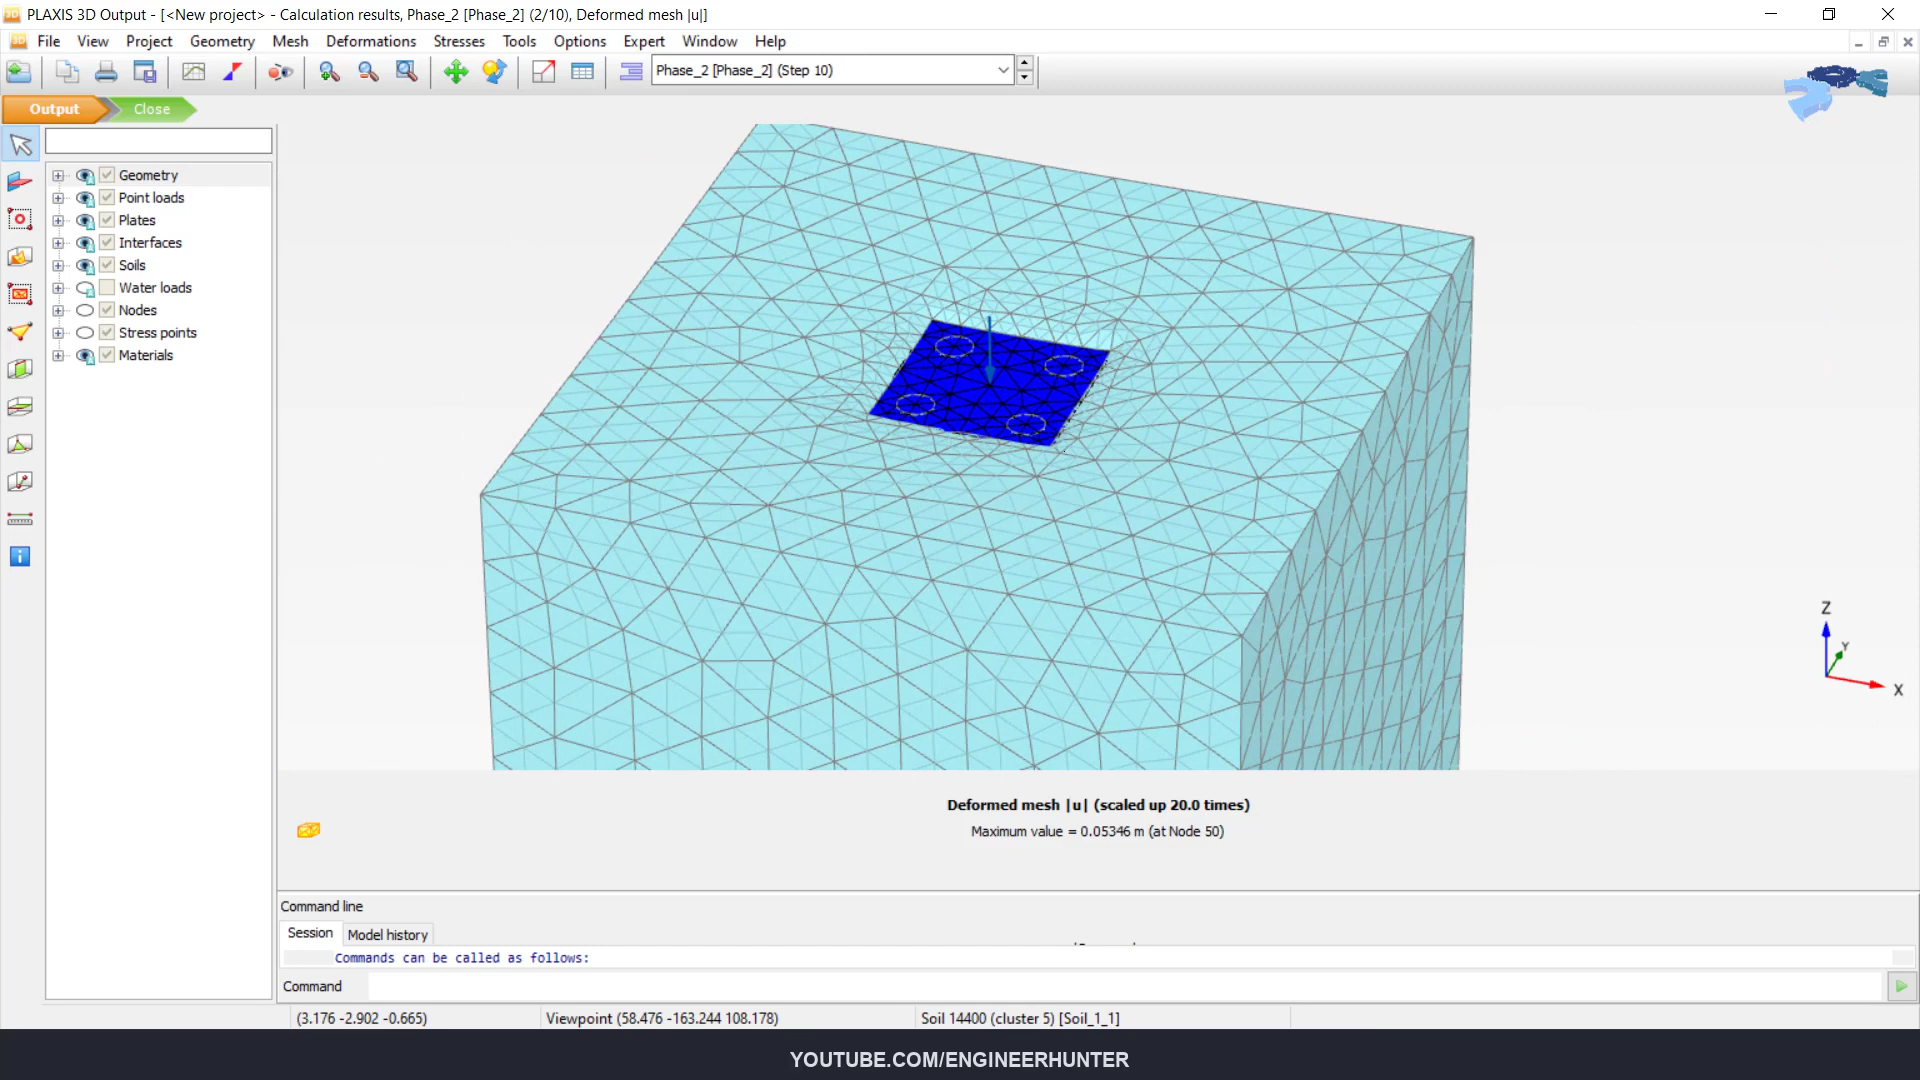 PLAXIS 3D Output - [<New project> - Calculation results, Phase_2 [Phase_2] (2/10), Deformed mesh |u|]
File View Project Geometry Mesh Deformations Stresses Tools Options Expert Window Help
Phase_2 [Phase_2] (Step 10)
Output Close
Geometry
Point loads
Plates
Interfaces
Soils
Water loads
Nodes
Stress points
Materials
Z
Y
X
Deformed mesh |u| (scaled up 20.0 times)
Maximum value = 0.05346 m (at Node 50)
Command line
Session Model history
Commands can be called as follows:
Command
(3.176 -2.902 -0.665) Viewpoint (58.476 -163.244 108.178) Soil 14400 (cluster 5) [Soil_1_1]
YOUTUBE.COM/ENGINEERHUNTER